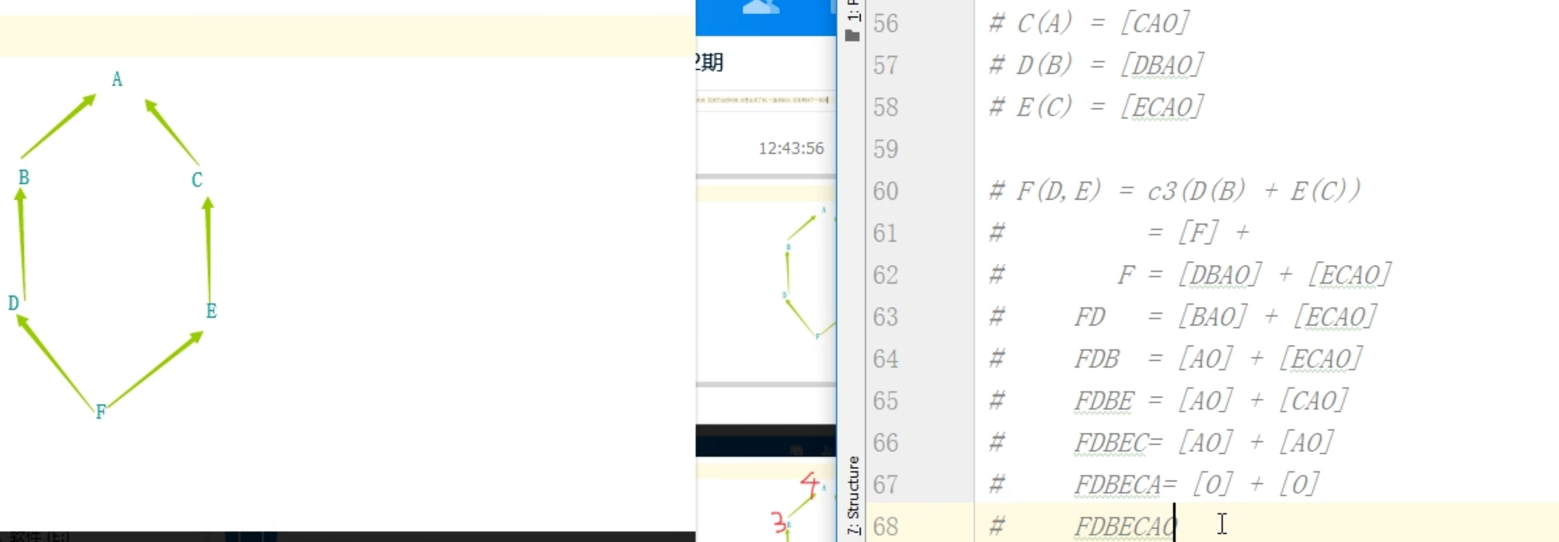 A
B
C
D
E
F
2期
12:43:56
A
B
D
F
4
A
3
1: P
7: Structure
56 # C(A) = [CAO]
57 # D(B) = [DBAO]
58 # E(C) = [ECAO]
59
60 # F(D,E) = c3(D(B) + E(C))
61 # = [F] +
62 # F = [DBAO] + [ECAO]
63 # FD = [BAO] + [ECAO]
64 # FDB = [AO] + [ECAO]
65 # FDBE = [AO] + [CAO]
66 # FDBEC= [AO] + [AO]
67 # FDBECA= [O] + [O]
68 # FDBECAO